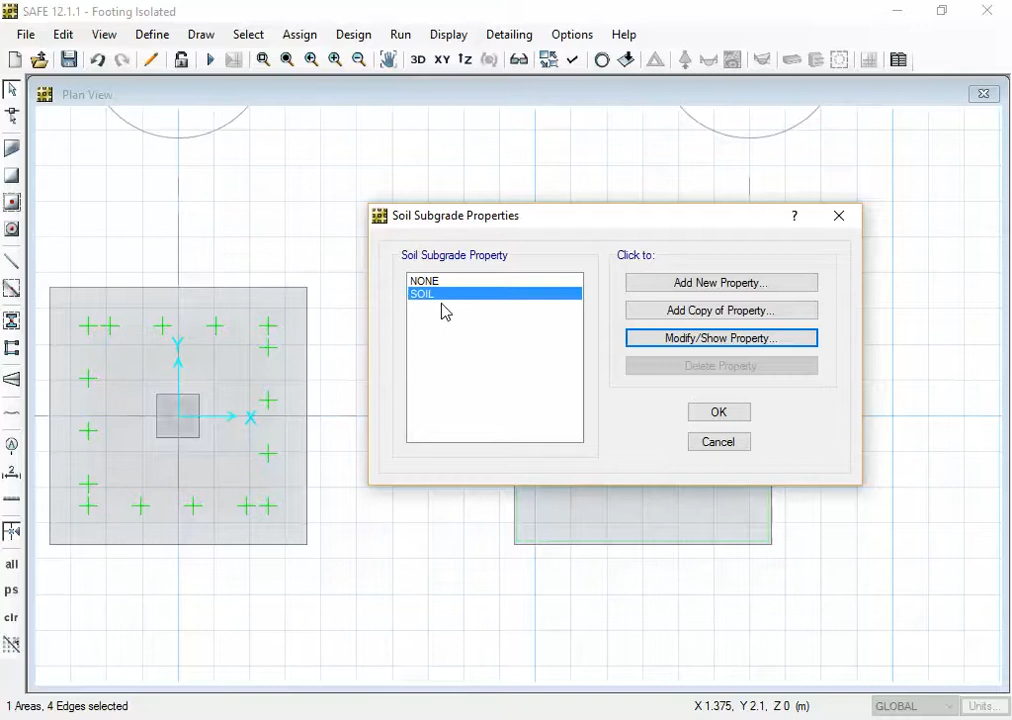 SAFE 12.1.1 - Footing Isolated
File Edit View Define Draw Select Assign Design Run Display Detailing Options Help
3D XY
Plan View
Soil Subgrade Properties
?
Soil Subgrade Property
NONE
SOIL
Click to:
Add New Property...
Add Copy of Property...
Modify/Show Property...
Delete Property
OK
Cancel
Y
X
all
ps
clr
1 Areas, 4 Edges selected
X 1.375, Y 2.1, Z 0 (m)
GLOBAL
Units...